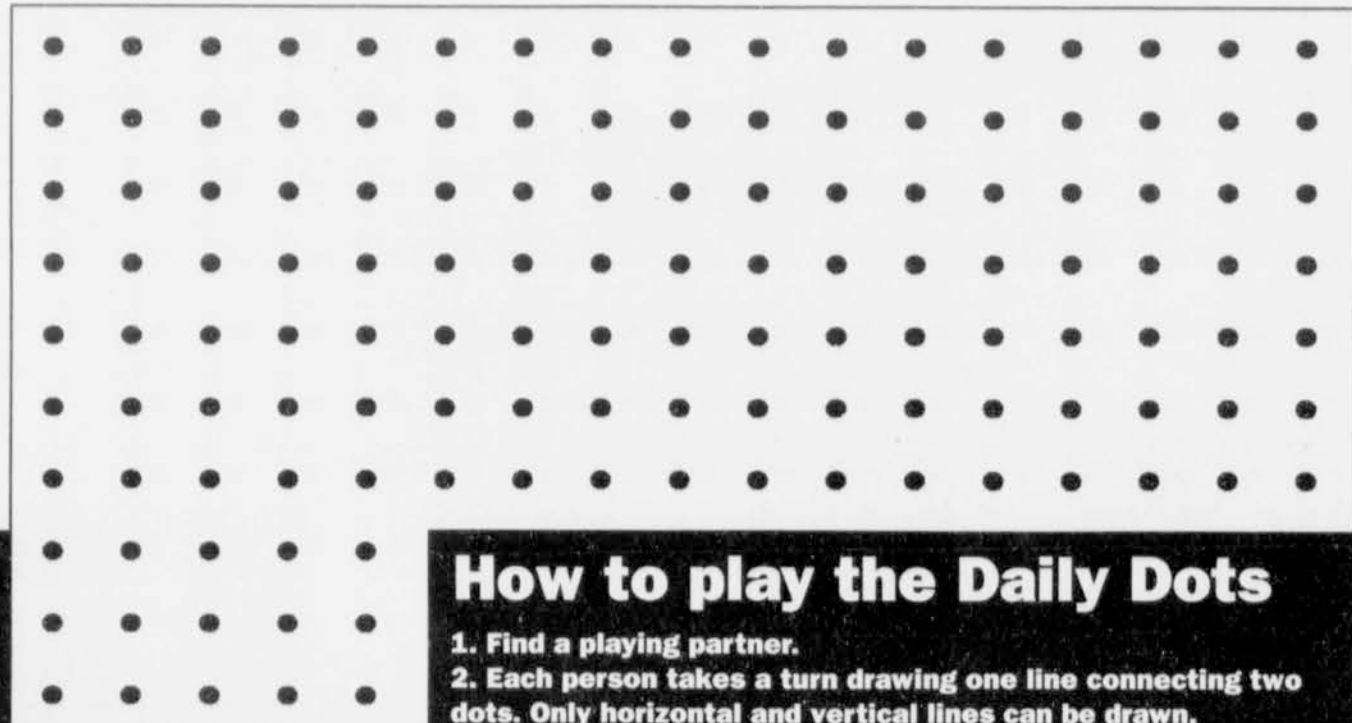 How to play the Daily Dots
1. Find a playing partner.
2. Each person takes a turn drawing one line connecting two
dots. Only horizontal and vertical lines can be drawn.